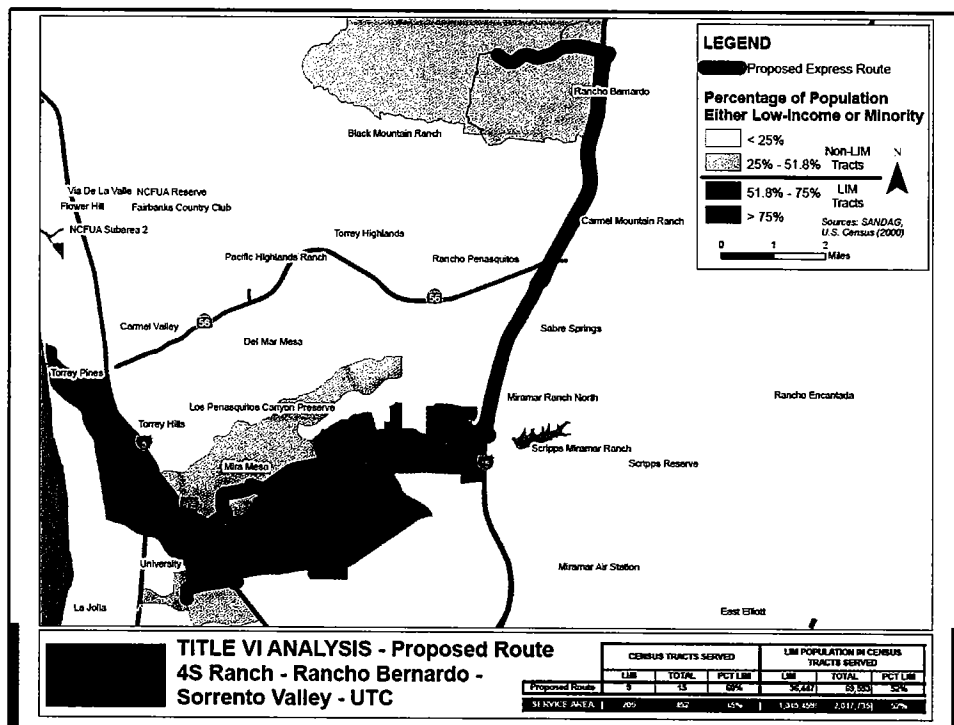 LEGEND
Proposed Express Route
Percentage of Population
Either Low-Income or Minority
< 25%
25% - 51.8%
Non-LIM
Tracts
N
51.8% - 75%
LIM
Tracts
> 75%
Sources: SANDAG,
U.S. Census (2000)
0 1 2
Miles
Rancho Bernardo
Black Mountain Ranch
Via De La Valle
NCFUA Reserve
Flower Hill
Fairbanks Country Club
NCFUA Subarea 2
Carmel Mountain Ranch
Torrey Highlands
Pacific Highlands Ranch
Rancho Penasquitos
56
56
Carmel Valley
Sabre Springs
Del Mar Mesa
Torrey Pines
Los Penasquitos Canyon Preserve
Miramar Ranch North
Rancho Encantada
Torrey Hills
Scripps Miramar Ranch
Mira Mesa
Scripps Reserve
University
Miramar Air Station
La Jolla
East Elliott
TITLE VI ANALYSIS - Proposed Route
4S Ranch - Rancho Bernardo -
Sorrento Valley - UTC
CENSUS TRACTS SERVED
LIM POPULATION IN CENSUS
TRACTS SERVED
LIM TOTAL PCT LIM LIM TOTAL PCT LIM
Proposed Route 9 15 60% 52%
SERVICE AREA